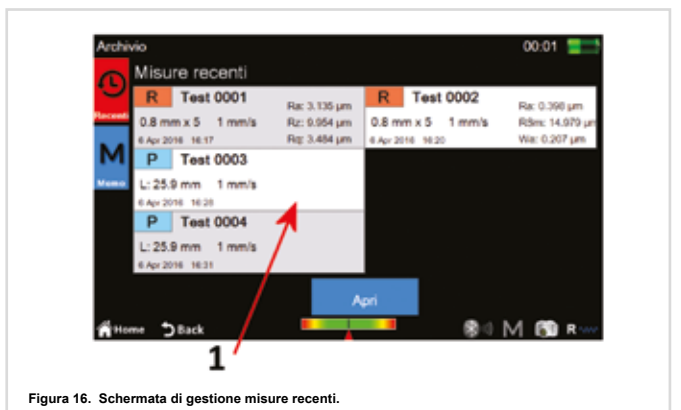 Archivio 00:01
Misure recenti
Recenti
M
Memo
R Test 0001
0.8 mm x 5 1 mm/s
6 Apr 2016 16:17
Ra: 3.135 µm
Rz: 9.954 µm
Rq: 3.484 µm
R Test 0002
0.8 mm x 5 1 mm/s
6 Apr 2016 16:20
Ra: 0.398 µm
RSm: 14.979 µm
Wa: 0.207 µm
P Test 0003
L: 25.9 mm 1 mm/s
6 Apr 2016 16:28
P Test 0004
L: 25.9 mm 1 mm/s
6 Apr 2016 16:31
Apri
Home Back M R
1
Figura 16. Schermata di gestione misure recenti.